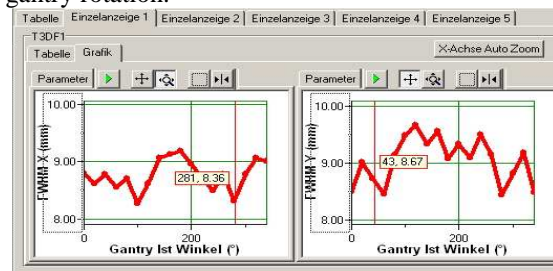 gantry rotation.
Tabelle Einzelanzeige 1 Einzelanzeige 2 Einzelanzeige 3 Einzelanzeige 4 Einzelanzeige 5
T3DF1
Tabelle Grafik X-Achse Auto Zoom
Parameter Parameter
10.00 10.00
FWHM-X (mm) FWHM-Y (mm)
9.00 9.00
281, 8.36 43, 8.67
8.00 8.00
0 200 0 200
Gantry Ist Winkel (°) Gantry Ist Winkel (°)